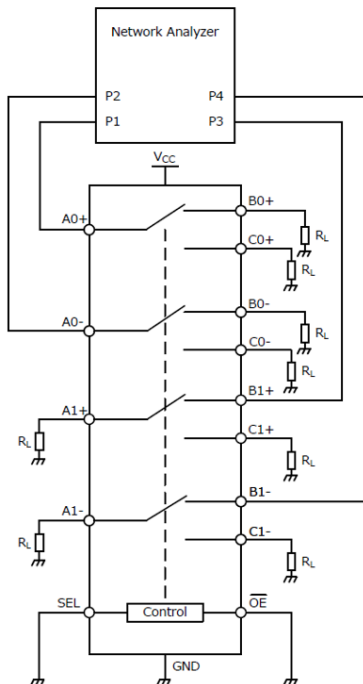 Network Analyzer
P2 P4
P1 P3
VCC
A0+ B0+
RL
C0+
RL
A0- B0-
RL
C0-
RL
A1+ B1+
RL
C1+
RL
A1- B1-
RL
C1-
RL
SEL Control OE
GND